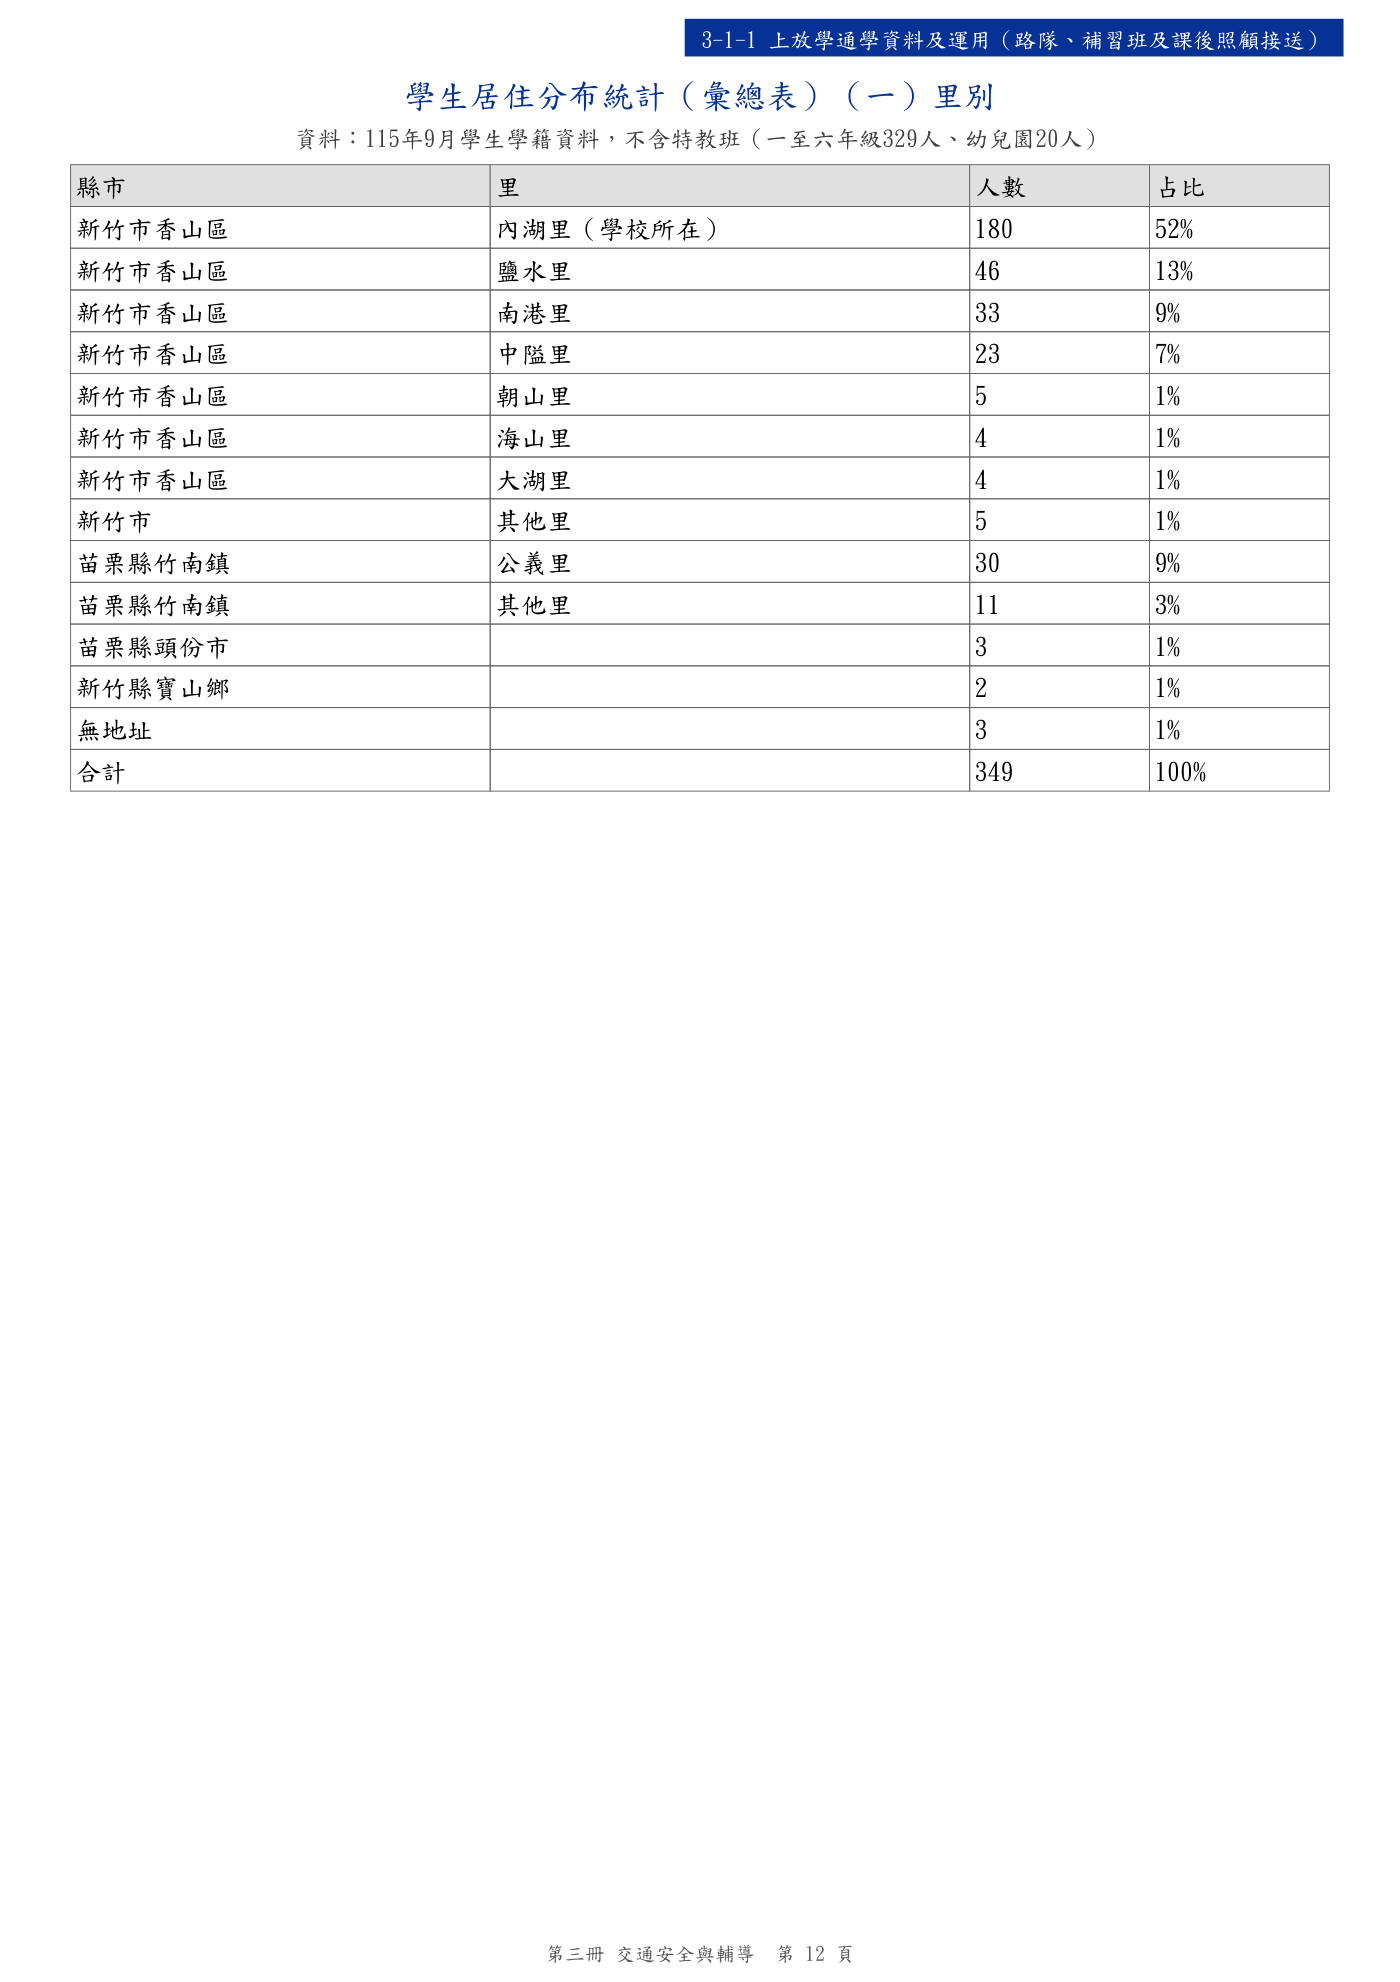 3-1-1 上放學通學資料及運用（路隊、補習班及課後照顧接送）
學生居住分布統計（彙總表）（一）里別
資料：115年9月學生學籍資料，不含特教班（一至六年級329人、幼兒園20人）
縣市 里 人數 占比
新竹市香山區 內湖里（學校所在） 180 52%
新竹市香山區 鹽水里 46 13%
新竹市香山區 南港里 33 9%
新竹市香山區 中隘里 23 7%
新竹市香山區 朝山里 5 1%
新竹市香山區 海山里 4 1%
新竹市香山區 大湖里 4 1%
新竹市 其他里 5 1%
苗栗縣竹南鎮 公義里 30 9%
苗栗縣竹南鎮 其他里 11 3%
苗栗縣頭份市 3 1%
新竹縣寶山鄉 2 1%
無地址 3 1%
合計 349 100%
第三冊 交通安全與輔導 第 12 頁